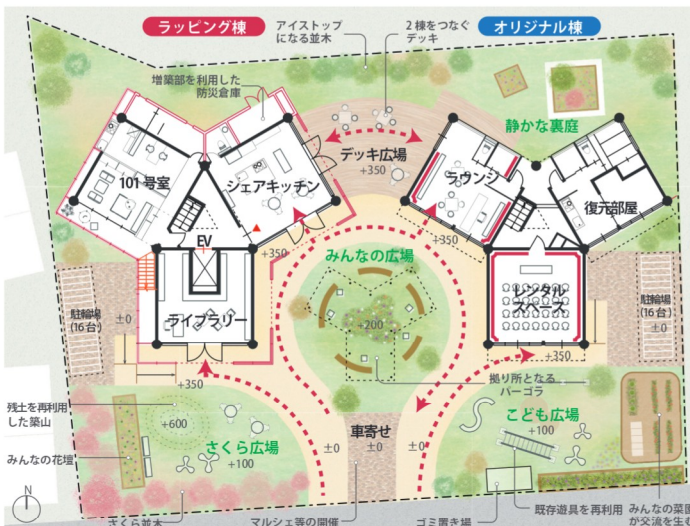 ラッピング棟
アイストップ
になる並木
2棟をつなぐ
デッキ
オリジナル棟
増築部を利用した
防災倉庫
静かな裏庭
デッキ広場
+350
101号室
シェアキッチン
ラウンジ
復元部屋
EV
+350
+350
みんなの広場
駐輪場
(16台)
±0
ライブラリー
+200
レンタル
スペース
駐輪場
(16台)
±0
+350
+350
拠り所となる
パーゴラ
残土を再利用
した築山
+600
さくら広場
+100
みんなの花壇
車寄せ
±0
±0
±0
こども広場
+100
N
さくら並木
マルシェ等の開催
ゴミ置き場
既存遊具を再利用
みんなの菜園
が交流を生む